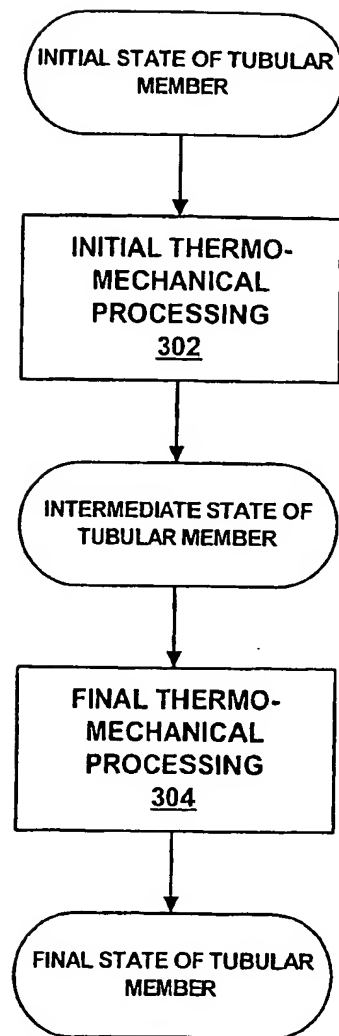 INITIAL STATE OF TUBULAR
MEMBER
INITIAL THERMO-
MECHANICAL
PROCESSING
302
INTERMEDIATE STATE OF
TUBULAR MEMBER
FINAL THERMO-
MECHANICAL
PROCESSING
304
FINAL STATE OF TUBULAR
MEMBER